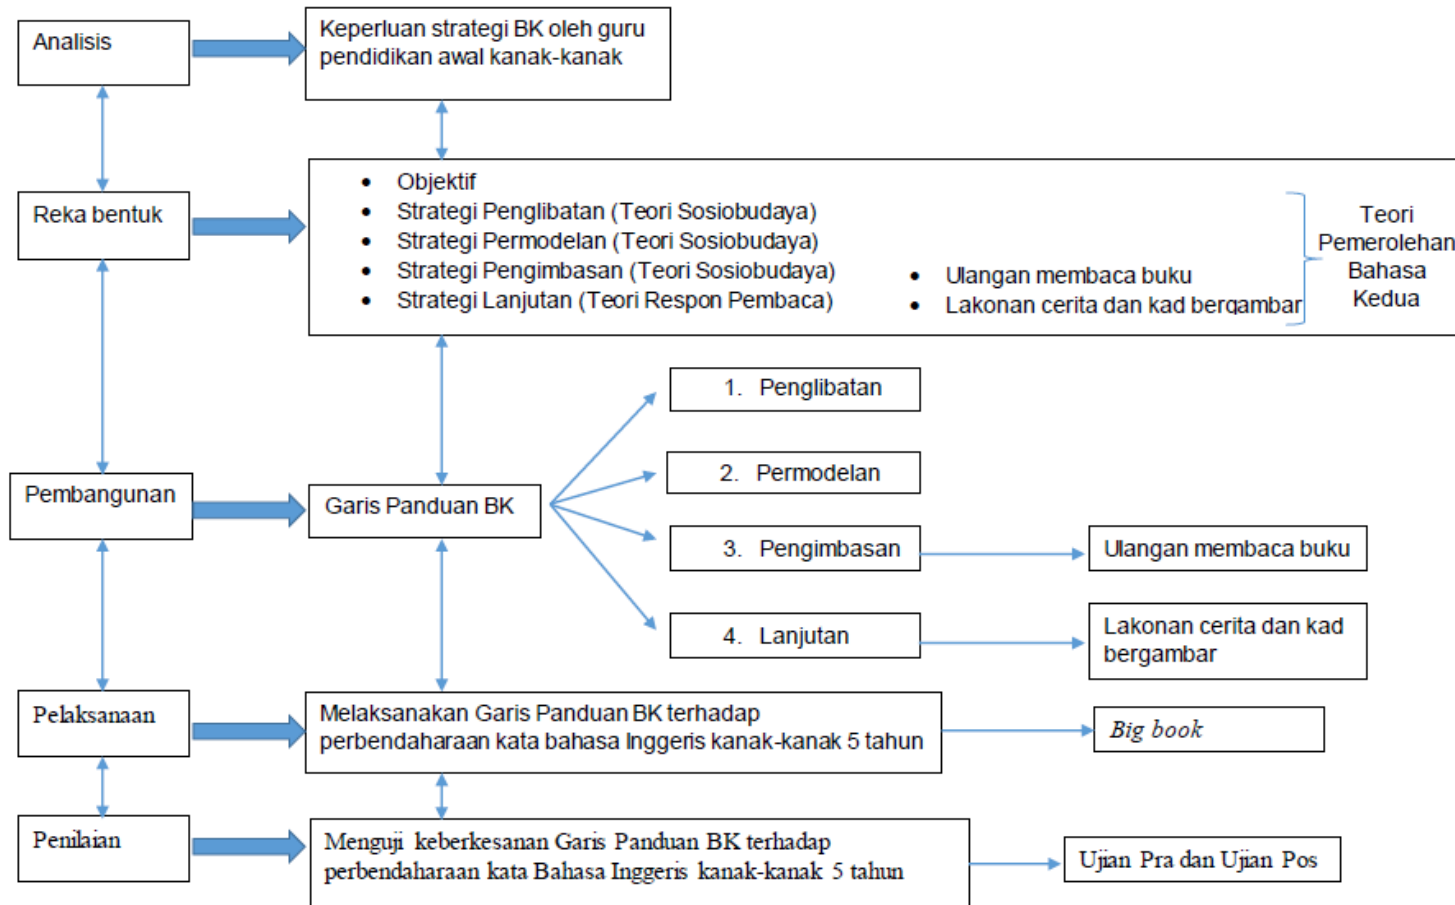 Analisis
Keperluan strategi BK oleh guru
pendidikan awal kanak-kanak
Reka bentuk
• Objektif
• Strategi Penglibatan (Teori Sosiobudaya)
• Strategi Permodelan (Teori Sosiobudaya)
• Strategi Pengimbasan (Teori Sosiobudaya)
• Strategi Lanjutan (Teori Respon Pembaca)
• Ulangan membaca buku
• Lakonan cerita dan kad bergambar
Teori
Pemerolehan
Bahasa
Kedua
Pembangunan
Garis Panduan BK
1. Penglibatan
2. Permodelan
3. Pengimbasan
Ulangan membaca buku
4. Lanjutan
Lakonan cerita dan kad
bergambar
Pelaksanaan
Melaksanakan Garis Panduan BK terhadap
perbendaharaan kata bahasa Inggeris kanak-kanak 5 tahun
Big book
Penilaian
Menguji keberkesanan Garis Panduan BK terhadap
perbendaharaan kata Bahasa Inggeris kanak-kanak 5 tahun
Ujian Pra dan Ujian Pos